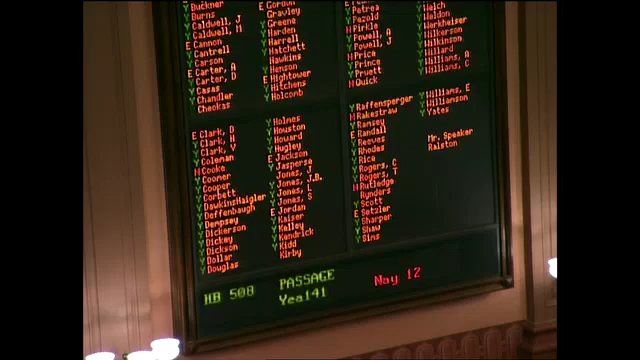 Buckner
Y Burns
Y Caldwell, J
Y Caldwell, M
E Cannon
Y Cantrell
Y Carson
E Carter, A
Y Carter, D
Y Casas
Y Chandler
Cheokas
E Clark, D
Y Clark, H
Y Clark, V
Y Coleman
N Cooke
Y Coomer
Y Cooper
Y Corbett
Y DawkinsHaigler
Y Deffenbaugh
Y Dempsey
Y Dickerson
Y Dickey
Y Dickson
Y Dollar
Y Douglas
E Gordon
Y Gravley
Y Greene
Y Harden
Y Harrell
Y Hatchett
Hawkins
Y Henson
E Hightower
Y Hitchens
Y Holcomb
Y Holmes
Y Houston
Y Howard
Y Hugley
E Jackson
Y Jasperse
Jones, J
Y Jones, J.B.
Y Jones, L
Y Jones, S
E Jordan
Y Kaiser
Y Kelley
Y Kendrick
Y Kidd
Kirby
E Petrea
Y Pezold
N Pirkle
Y Powell, A
Y Powell, J
N Price
Y Prince
Y Pruett
N Quick
Y Raffensperger
N Rakestraw
Y Ramsey
E Randall
Y Reeves
Y Rhodes
Y Rice
Y Rogers, C
Y Rogers, T
N Rutledge
Rynders
Y Scott
E Setzler
Y Sharper
Y Shaw
Y Sims
Y Welch
Y Weldon
Y Werkheiser
Y Wilkerson
Y Wilkinson
Y Willard
Y Williams, A
Y Williams, C
Y Williams, E
Y Williamson
Y Yates
Mr. Speaker
Ralston
HB 508 PASSAGE Nay 12
Yea141